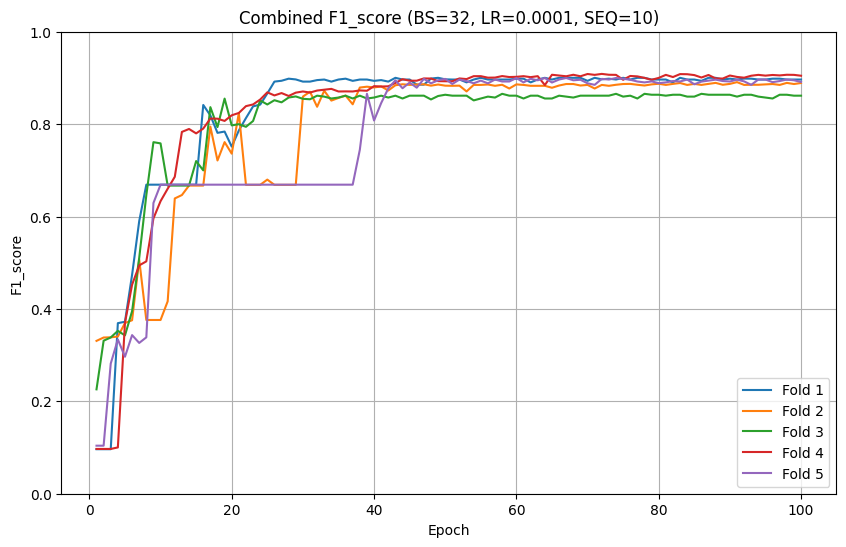 Combined F1_score (BS=32, LR=0.0001, SEQ=10)
F1_score
1.0
0.8
0.6
0.4
0.2
0.0
0
20
40
60
80
100
Epoch
Fold 1
Fold 2
Fold 3
Fold 4
Fold 5